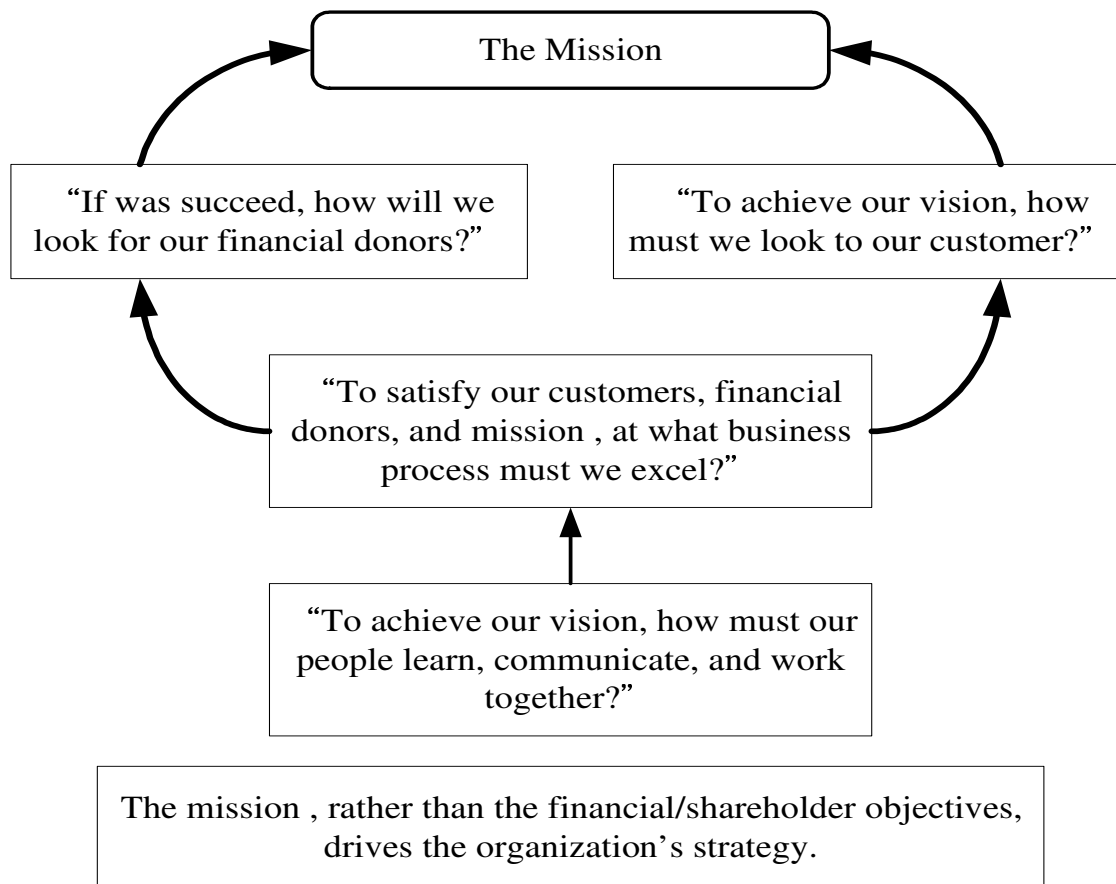 The Mission
“If was succeed, how will we
look for our financial donors?”
“To achieve our vision, how
must we look to our customer?”
“To satisfy our customers, financial
donors, and mission , at what business
process must we excel?”
“To achieve our vision, how must our
people learn, communicate, and work
together?”
The mission , rather than the financial/shareholder objectives,
drives the organization’s strategy.